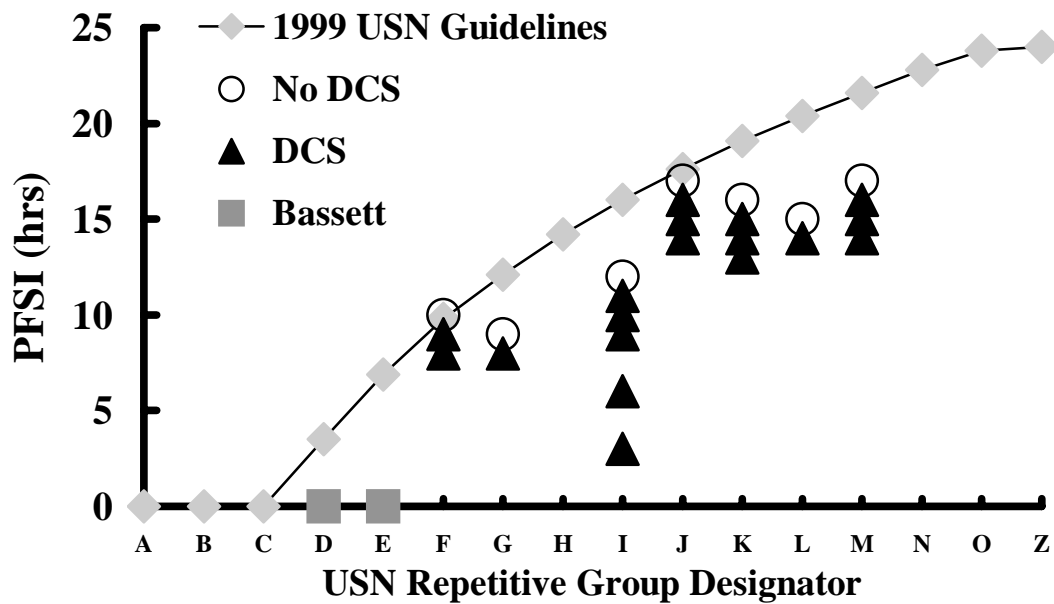 25
20
15
10
5
0
PFSI (hrs)
1999 USN Guidelines
No DCS
DCS
Bassett
A B C D E F G H I J K L M N O Z
USN Repetitive Group Designator